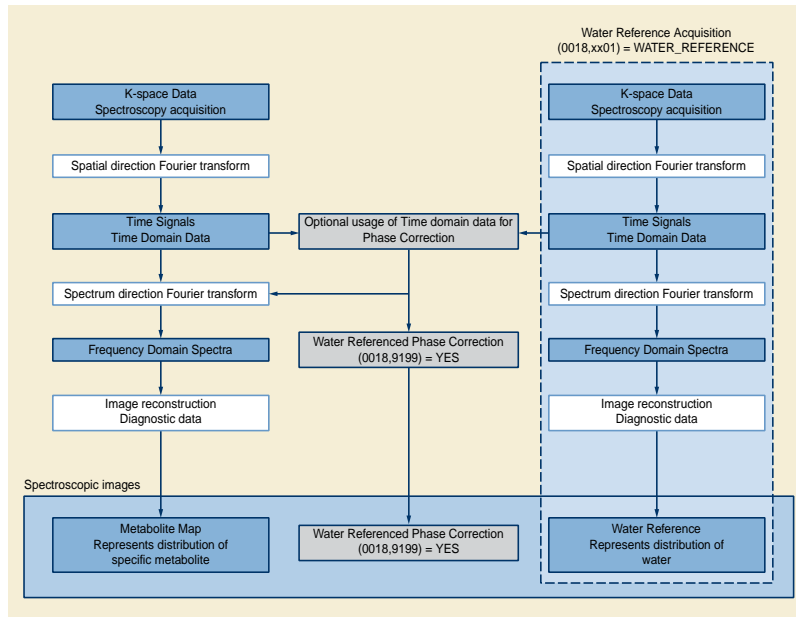 Water Reference Acquisition
(0018,xx01) = WATER_REFERENCE
K-space Data
Spectroscopy acquisition
K-space Data
Spectroscopy acquisition
Spatial direction Fourier transform
Spatial direction Fourier transform
Time Signals
Time Domain Data
Optional usage of Time domain data for
Phase Correction
Time Signals
Time Domain Data
Spectrum direction Fourier transform
Spectrum direction Fourier transform
Frequency Domain Spectra
Water Referenced Phase Correction
(0018,9199) = YES
Frequency Domain Spectra
Image reconstruction
Diagnostic data
Image reconstruction
Diagnostic data
Spectroscopic images
Metabolite Map
Represents distribution of
specific metabolite
Water Referenced Phase Correction
(0018,9199) = YES
Water Reference
Represents distribution of
water